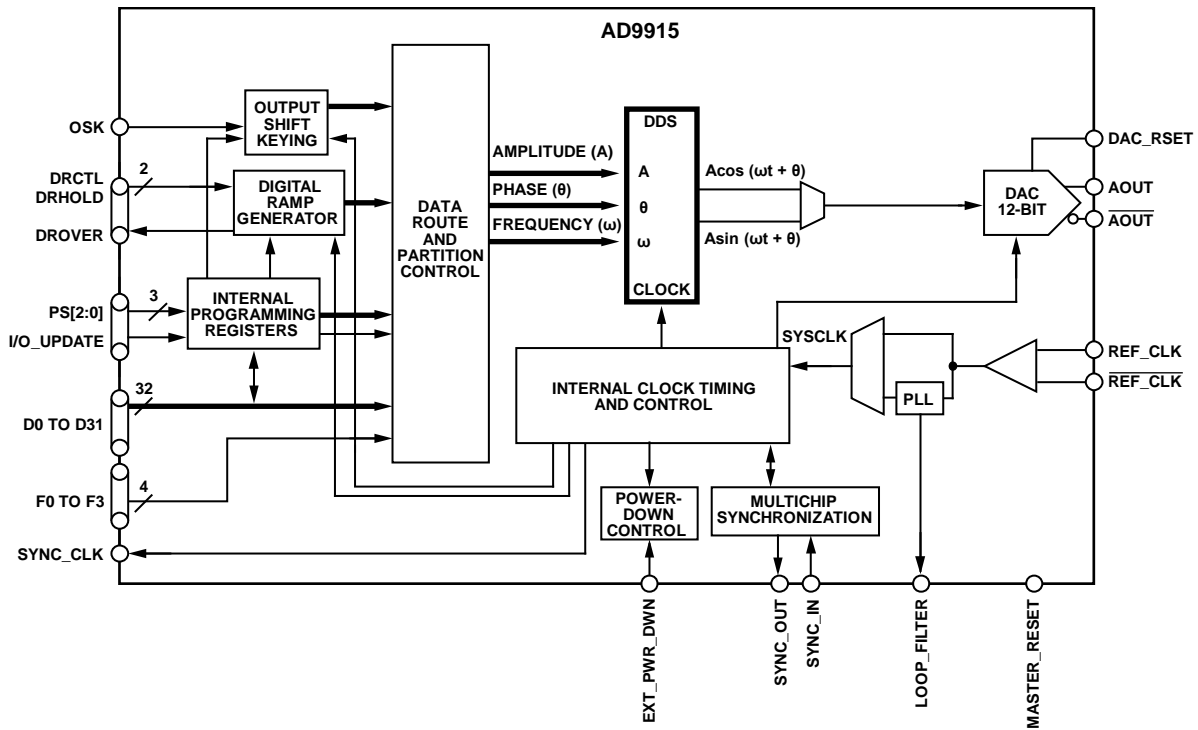 AD9915
OSK
OUTPUT
SHIFT
KEYING
DRCTL
DRHOLD
2
DROVER
DIGITAL
RAMP
GENERATOR
PS[2:0]
3
I/O_UPDATE
INTERNAL
PROGRAMMING
REGISTERS
D0 TO D31
32
F0 TO F3
4
SYNC_CLK
DATA
ROUTE
AND
PARTITION
CONTROL
AMPLITUDE (A)
PHASE (θ)
FREQUENCY (ω)
DDS
A
θ
ω
CLOCK
Acos (ωt + θ)
Asin (ωt + θ)
DAC
12-BIT
DAC_RSET
AOUT
AOUT
INTERNAL CLOCK TIMING
AND CONTROL
SYSCLK
PLL
REF_CLK
REF_CLK
POWER-
DOWN
CONTROL
MULTICHIP
SYNCHRONIZATION
EXT_PWR_DWN
SYNC_OUT
SYNC_IN
LOOP_FILTER
MASTER_RESET